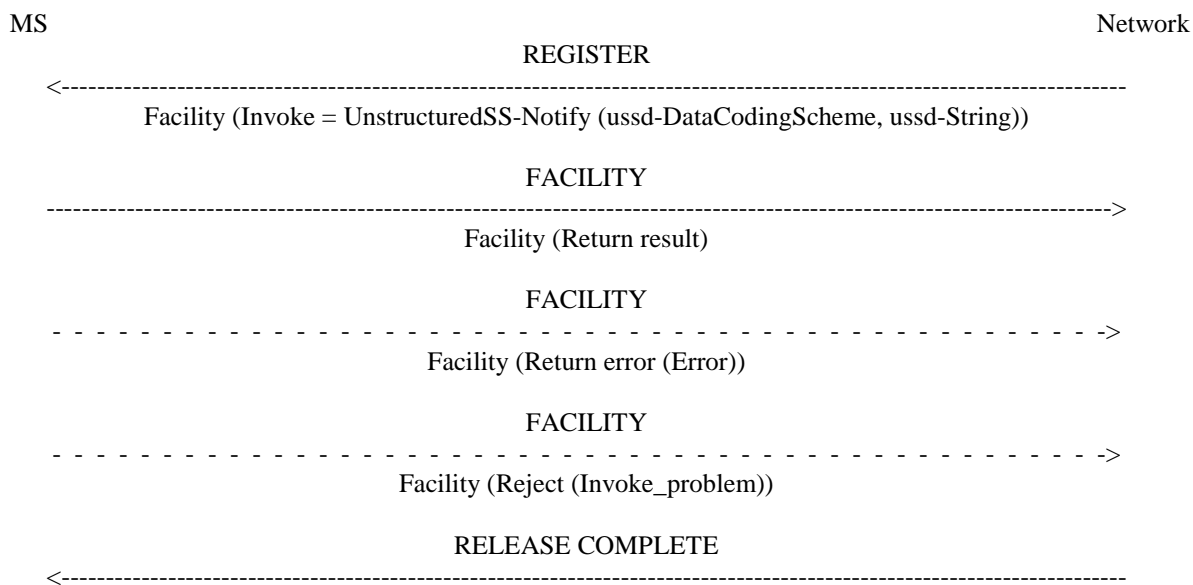 MS Network
REGISTER
Facility (Invoke = UnstructuredSS-Notify (ussd-DataCodingScheme, ussd-String))
FACILITY
Facility (Return result)
FACILITY
Facility (Return error (Error))
FACILITY
Facility (Reject (Invoke_problem))
RELEASE COMPLETE